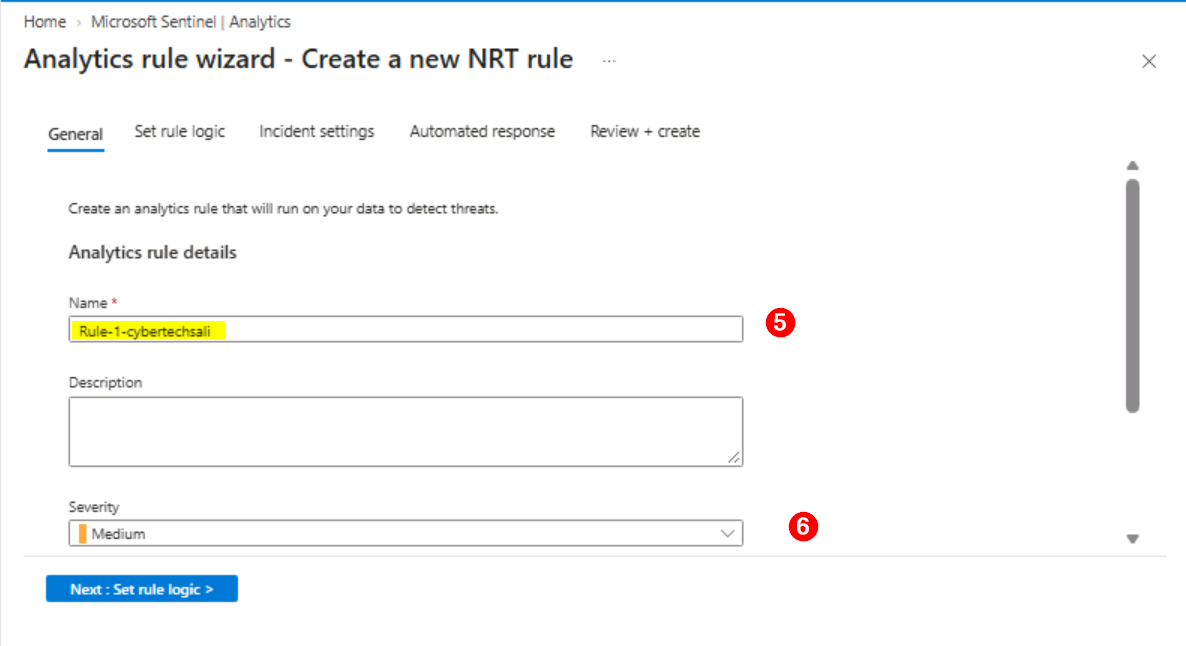 Home › Microsoft Sentinel | Analytics
Analytics rule wizard - Create a new NRT rule ...
General Set rule logic Incident settings Automated response Review + create
Create an analytics rule that will run on your data to detect threats.
Analytics rule details
Name *
Rule-1-cybertechsali
5
Description
Severity
Medium
6
Next : Set rule logic >